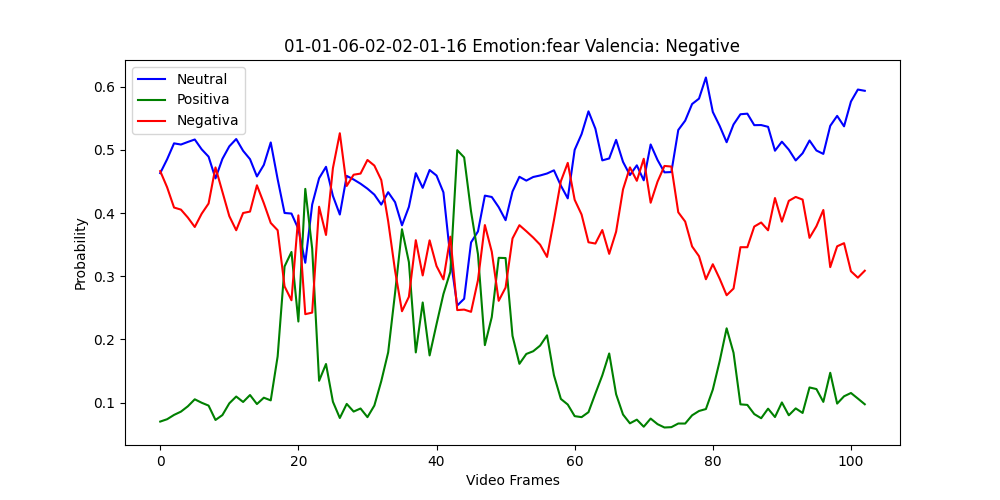 01-01-06-02-02-01-16 Emotion:fear Valencia: Negative
Neutral
Positiva
Negativa
Probability
0.6
0.5
0.4
0.3
0.2
0.1
0 20 40 60 80 100
Video Frames